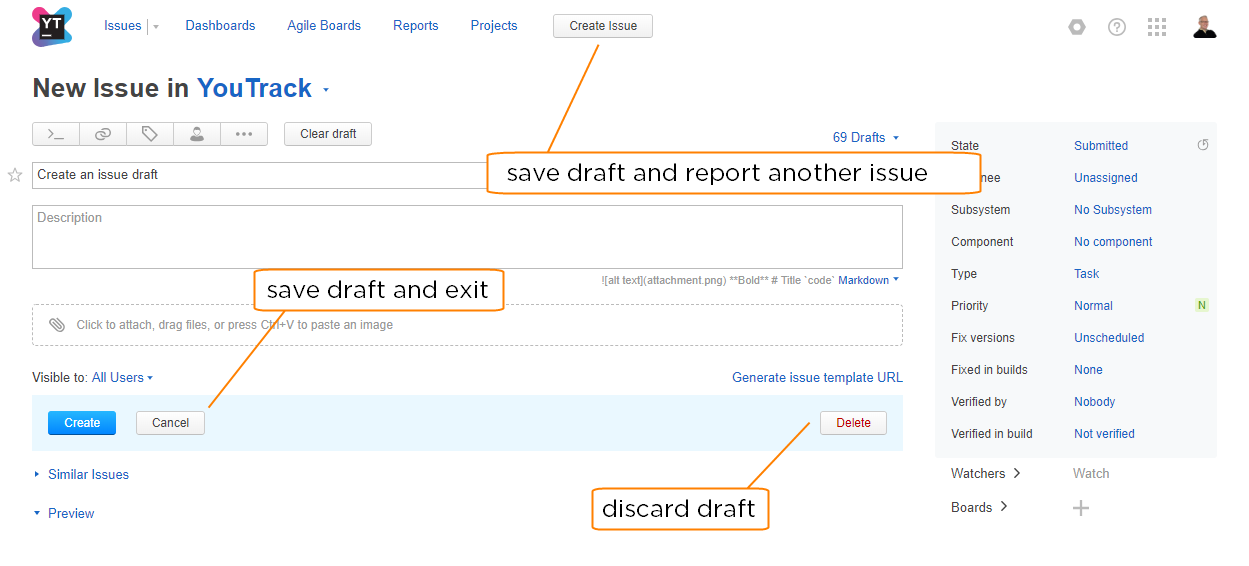 YT
Issues Dashboards Agile Boards Reports Projects Create Issue
New Issue in YouTrack
Clear draft
69 Drafts
Create an issue draft
save draft and report another issue
Description
![alt text](attachment.png) **Bold** # Title `code` Markdown
save draft and exit
Click to attach, drag files, or press Ctrl+V to paste an image
Visible to: All Users
Generate issue template URL
Create Cancel Delete
Similar Issues
discard draft
Preview
State Submitted
nee Unassigned
Subsystem No Subsystem
Component No component
Type Task
Priority Normal N
Fix versions Unscheduled
Fixed in builds None
Verified by Nobody
Verified in build Not verified
Watchers Watch
Boards